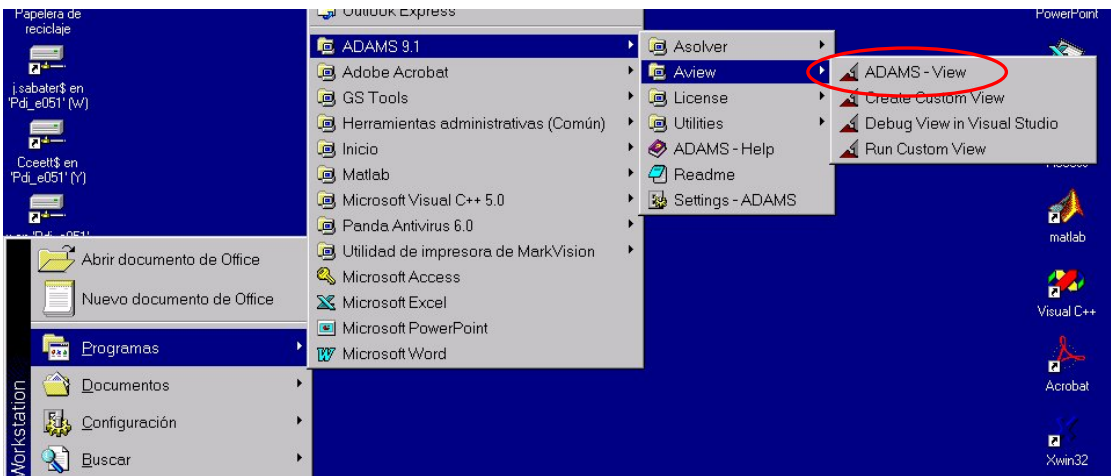 Papelera de
reciclaje
j.sabater$ en
'Pdi_e051' (W)
Cceett$ en
'Pdi_e051' (Y)
Outlook Express
ADAMS 9.1
Adobe Acrobat
GS Tools
Herramientas administrativas (Común)
Inicio
Matlab
Microsoft Visual C++ 5.0
Panda Antivirus 6.0
Utilidad de impresora de MarkVision
Microsoft Access
Microsoft Excel
Microsoft PowerPoint
Microsoft Word
Asolver
Aview
License
Utilities
ADAMS - Help
Readme
Settings - ADAMS
ADAMS - View
Create Custom View
Debug View in Visual Studio
Run Custom View
Abrir documento de Office
Nuevo documento de Office
Programas
Documentos
Configuración
Buscar
Workstation
PowerPoint
matlab
Visual C++
Acrobat
Xwin32